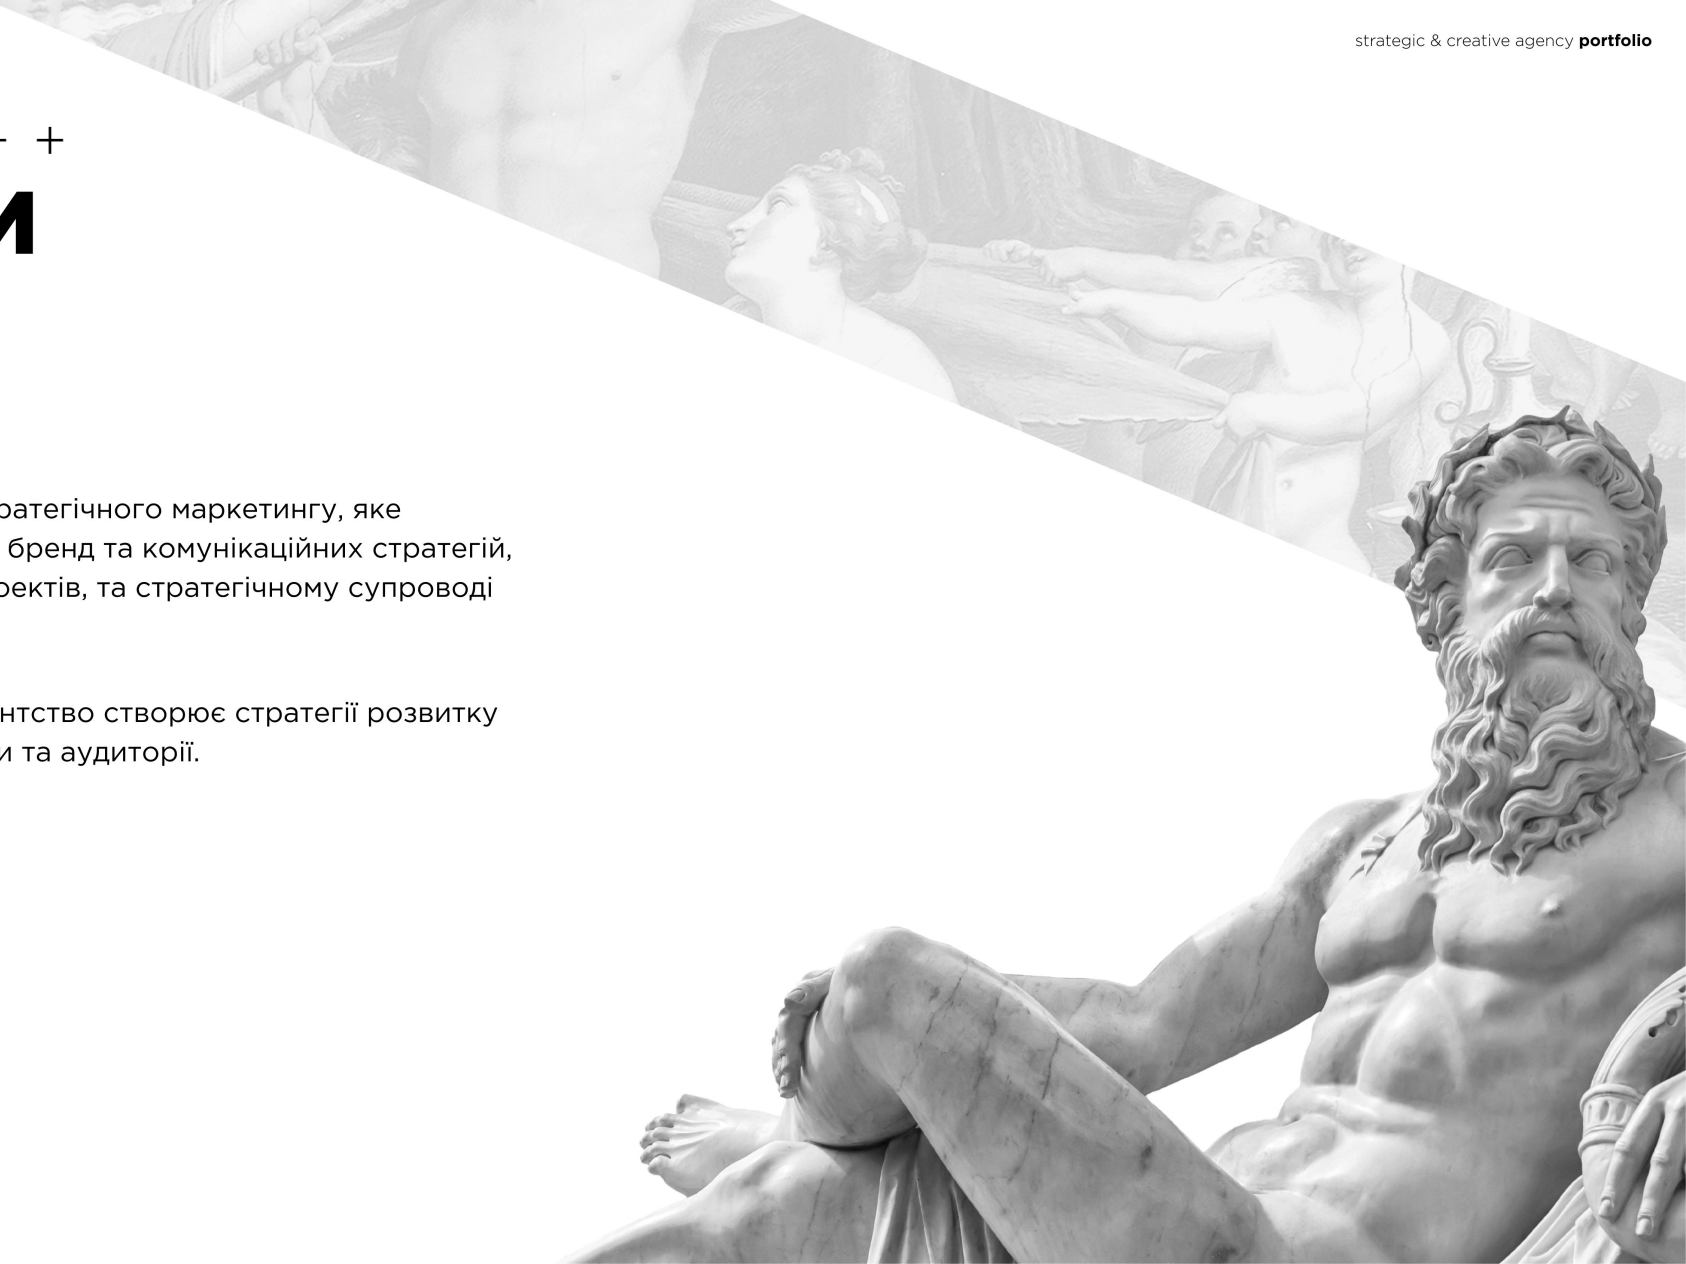 strategic & creative agency portfolio
+
и
ратегічного маркетингу, яке
бренд та комунікаційних стратегій,
оектів, та стратегічному супроводі
нтство створює стратегії розвитку
и та аудиторії.